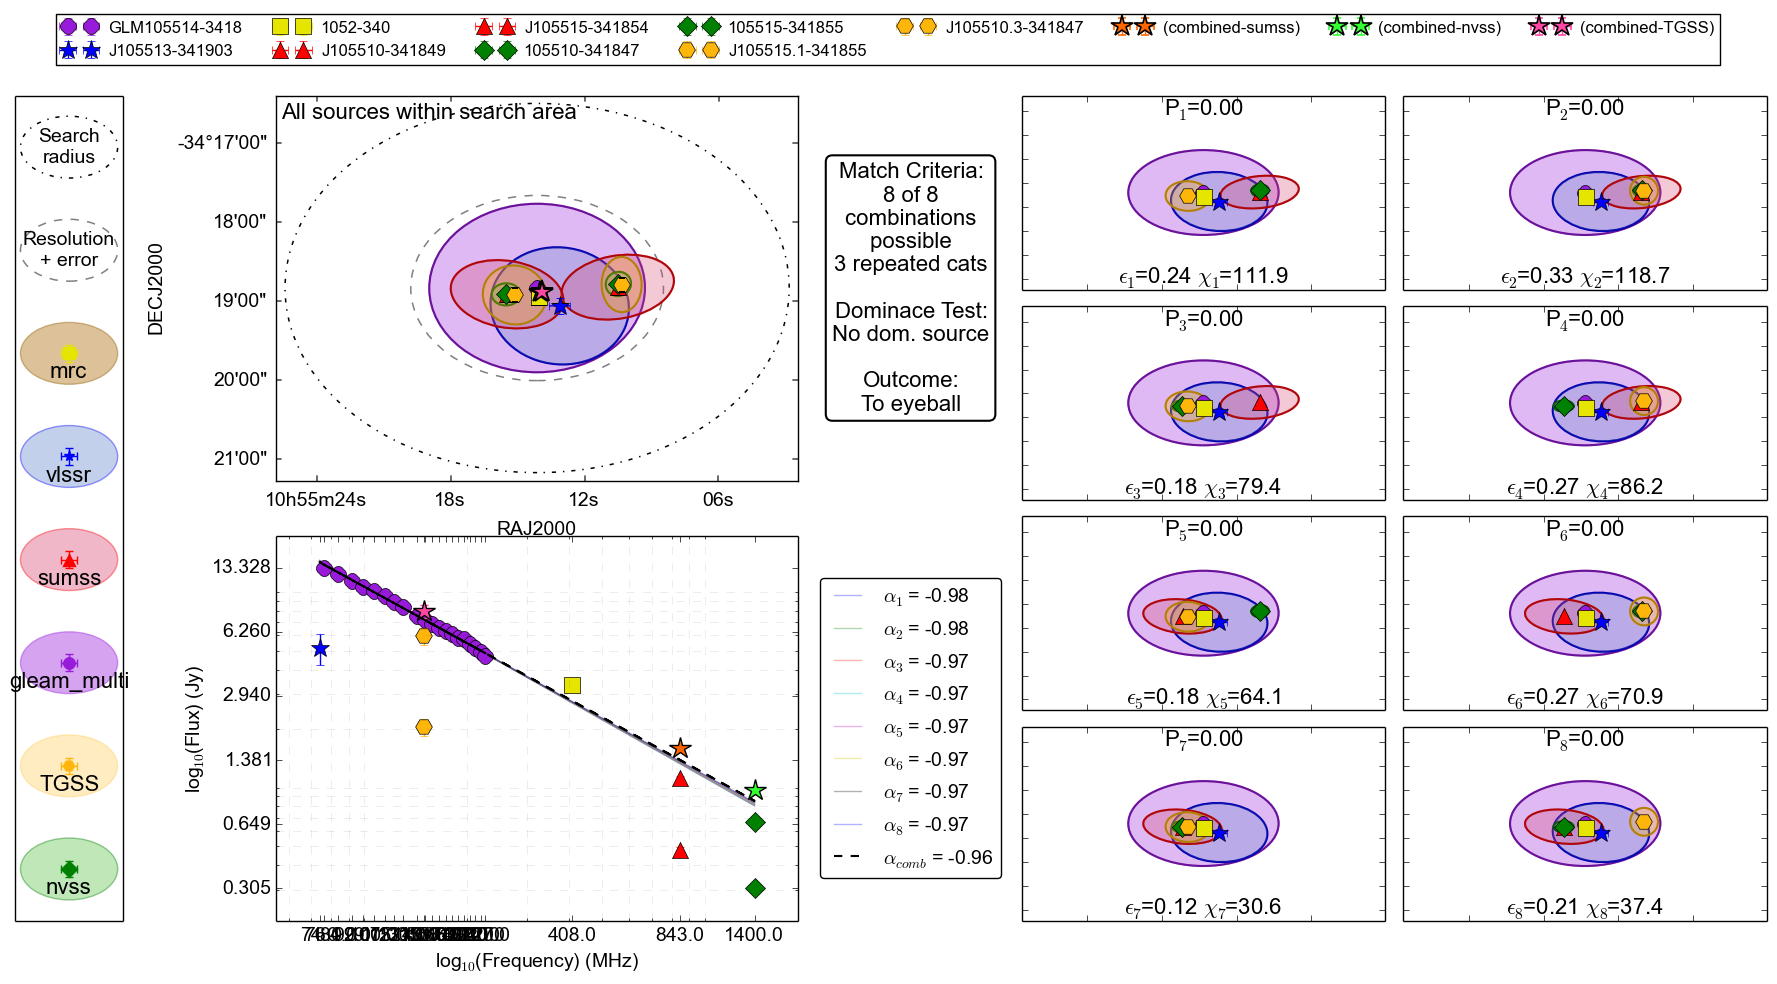 GLM105514-3418
1052-340
J105515-341854
105515-341855
J105510.3-341847
(combined-sumss)
(combined-nvss)
(combined-TGSS)
J105513-341903
J105510-341849
105510-341847
J105515.1-341855
Search
radius
Resolution
+ error
mrc
vlssr
sumss
gleam_multi
TGSS
nvss
All sources within search area
-34°17'00"
18'00"
19'00"
20'00"
21'00"
DECJ2000
10h55m24s
18s
12s
06s
RAJ2000
Match Criteria:
8 of 8
combinations
possible
3 repeated cats
Dominace Test:
No dom. source
Outcome:
To eyeball
13.328
6.260
2.940
1.381
0.649
0.305
log10(Flux) (Jy)
408.0
843.0
1400.0
log10(Frequency) (MHz)
α1 = -0.98
α2 = -0.98
α3 = -0.97
α4 = -0.97
α5 = -0.97
α6 = -0.97
α7 = -0.97
α8 = -0.97
αcomb = -0.96
P1=0.00
ϵ1=0.24 χ1=111.9
P2=0.00
ϵ2=0.33 χ2=118.7
P3=0.00
ϵ3=0.18 χ3=79.4
P4=0.00
ϵ4=0.27 χ4=86.2
P5=0.00
ϵ5=0.18 χ5=64.1
P6=0.00
ϵ6=0.27 χ6=70.9
P7=0.00
ϵ7=0.12 χ7=30.6
P8=0.00
ϵ8=0.21 χ8=37.4